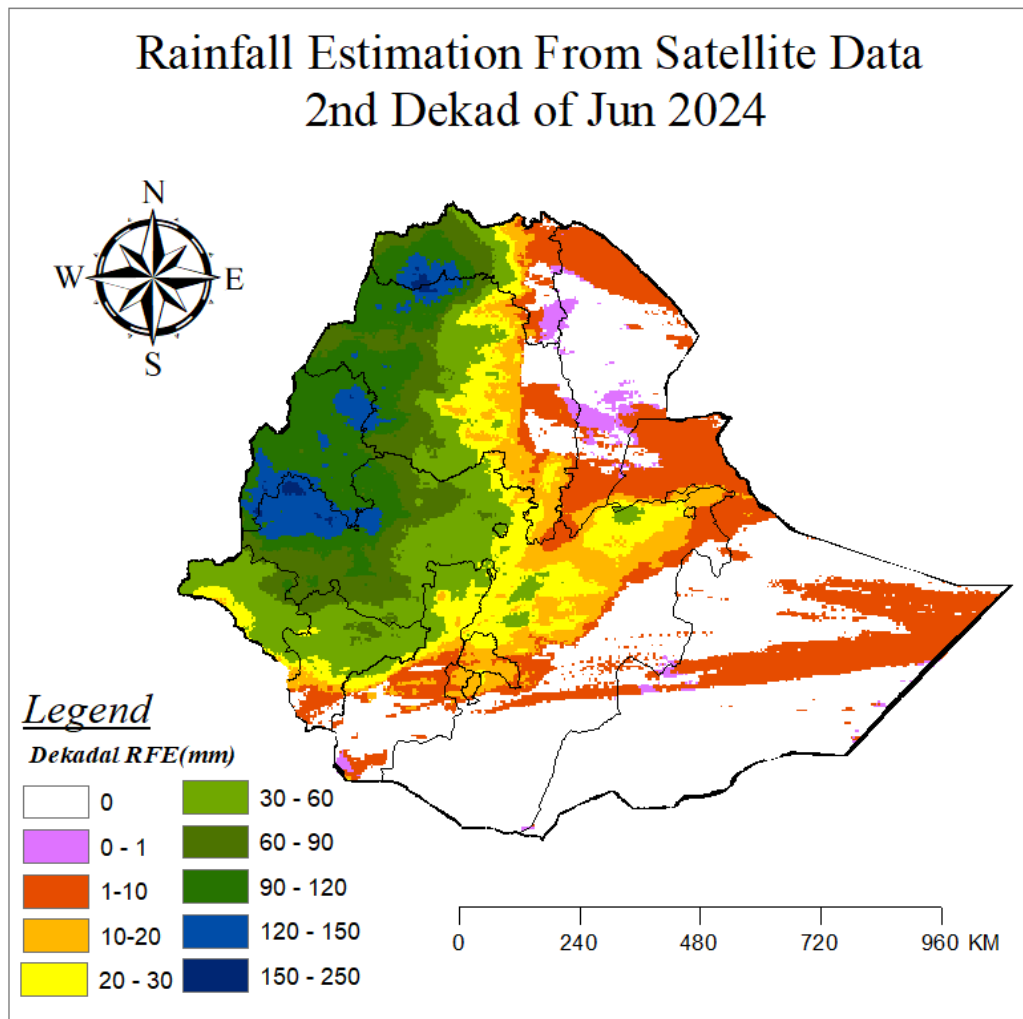 Rainfall Estimation From Satellite Data
2nd Dekad of Jun 2024
N
W
E
S
Legend
Dekadal RFE(mm)
0
0 - 1
1-10
10-20
20 - 30
30 - 60
60 - 90
90 - 120
120 - 150
150 - 250
0 240 480 720 960 KM